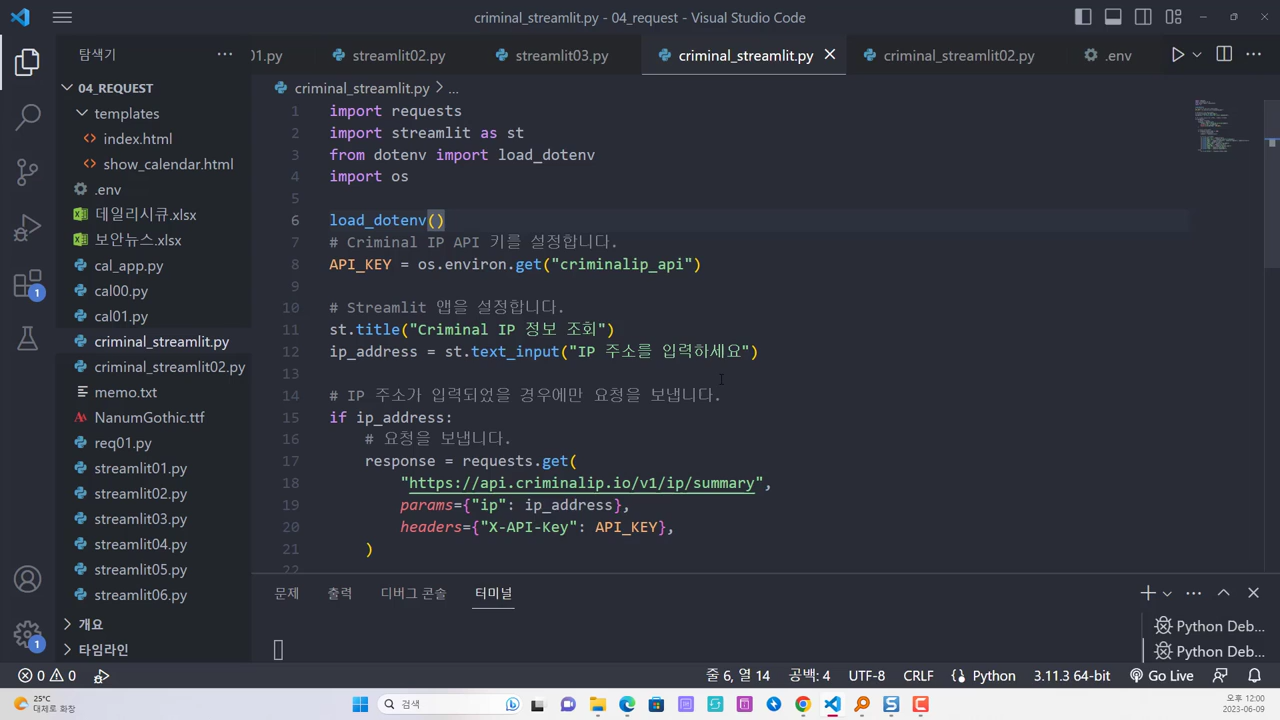 criminal_streamlit.py - 04_request - Visual Studio Code
탐색기
01.py
streamlit02.py
streamlit03.py
criminal_streamlit.py
criminal_streamlit02.py
.env
04_REQUEST
templates
index.html
show_calendar.html
.env
데일리시큐.xlsx
보안뉴스.xlsx
cal_app.py
cal00.py
cal01.py
criminal_streamlit.py
criminal_streamlit02.py
memo.txt
NanumGothic.ttf
req01.py
streamlit01.py
streamlit02.py
streamlit03.py
streamlit04.py
streamlit05.py
streamlit06.py
개요
타임라인
1
1
criminal_streamlit.py > ...
1 import requests
2 import streamlit as st
3 from dotenv import load_dotenv
4 import os
5
6 load_dotenv()
7 # Criminal IP API 키를 설정합니다.
8 API_KEY = os.environ.get("criminalip_api")
9
10 # Streamlit 앱을 설정합니다.
11 st.title("Criminal IP 정보 조회")
12 ip_address = st.text_input("IP 주소를 입력하세요")
13
14 # IP 주소가 입력되었을 경우에만 요청을 보냅니다.
15 if ip_address:
16 # 요청을 보냅니다.
17 response = requests.get(
18 "https://api.criminalip.io/v1/ip/summary",
19 params={"ip": ip_address},
20 headers={"X-API-Key": API_KEY},
21 )
22
문제 출력 디버그 콘솔 터미널
Python Deb...
Python Deb...
0 0
줄 6, 열 14 공백: 4 UTF-8 CRLF Python 3.11.3 64-bit Go Live
25°C
대체로 화창
검색
오후 12:00
2023-06-09